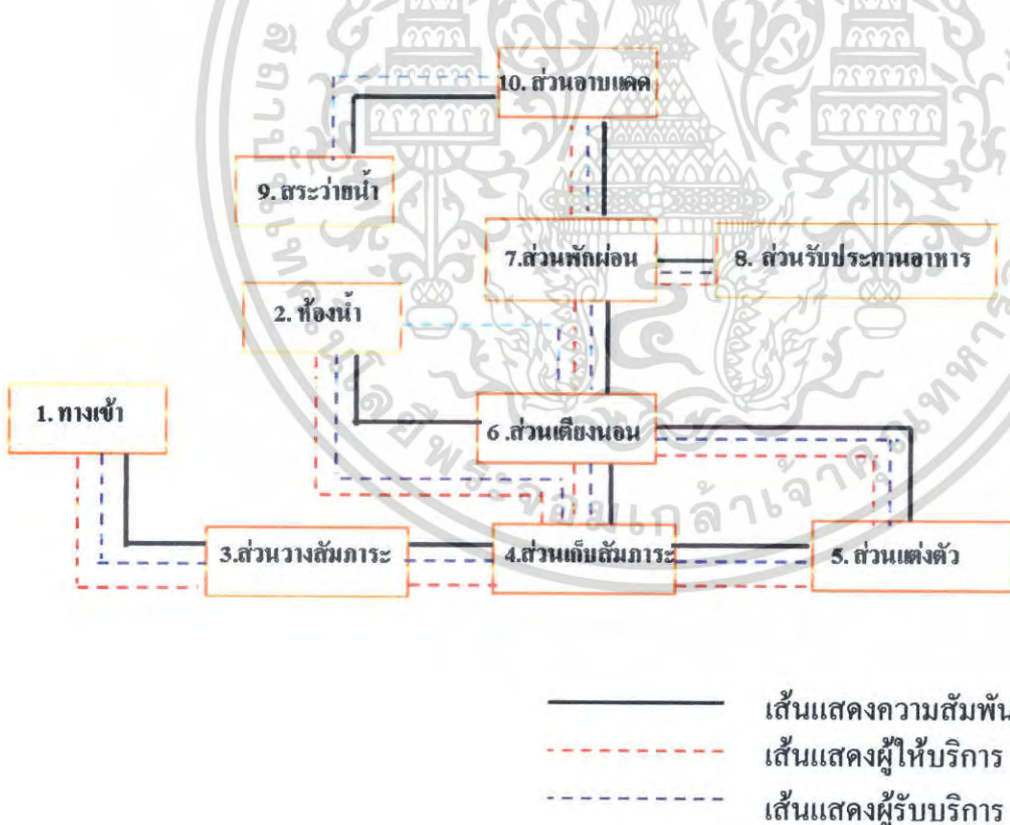 10. ส่วนอาบแดด
9. สระว่ายน้ำ
7.ส่วนพักผ่อน
8. ส่วนรับประทานอาหาร
2. ห้องน้ำ
1. ทางเข้า
6 .ส่วนเตียงนอน
3.ส่วนวางสัมภาระ
4.ส่วนเก็บสัมภาระ
5. ส่วนแต่งตัว
เส้นแสดงความสัมพัน
เส้นแสดงผู้ให้บริการ
เส้นแสดงผู้รับบริการ